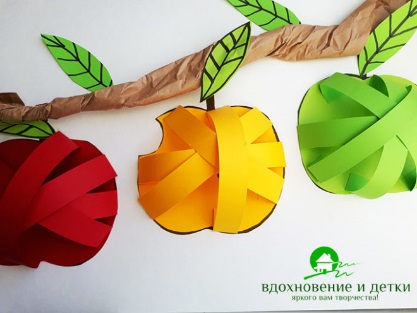 вдохновение и детки
яркого вам творчества!